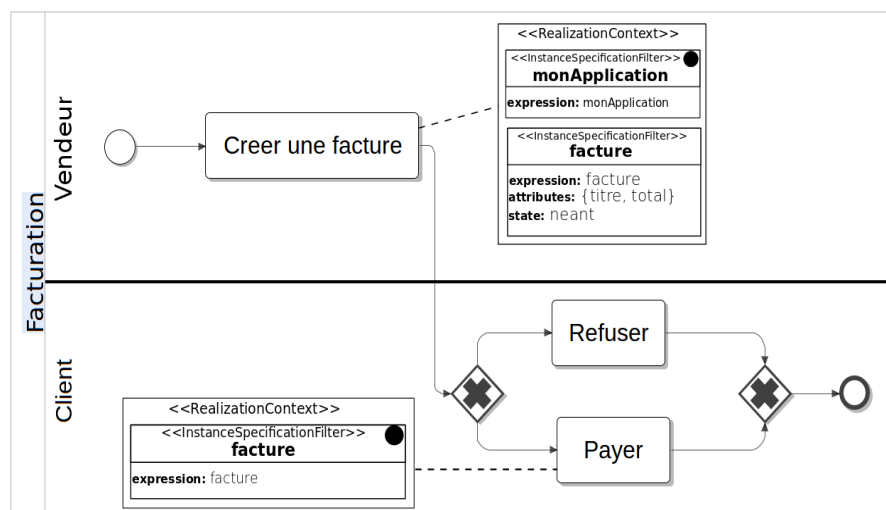 Facturation
Vendeur
Creer une facture
<<RealizationContext>>
<<InstanceSpecificationFilter>>
monApplication
expression: monApplication
<<InstanceSpecificationFilter>>
facture
expression: facture
attributes: {titre, total}
state: neant
Client
Refuser
Payer
<<RealizationContext>>
<<InstanceSpecificationFilter>>
facture
expression: facture